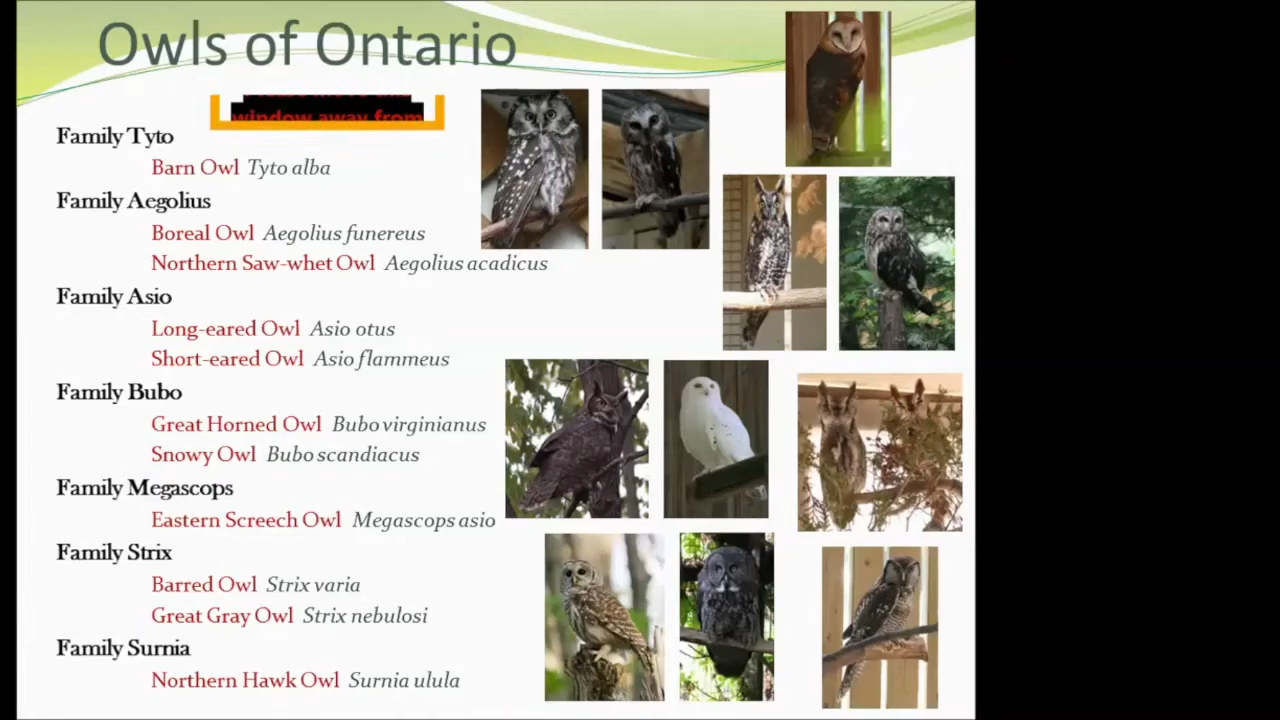 Owls of Ontario
window away from
Family Tyto
Barn Owl Tyto alba
Family Aegolius
Boreal Owl Aegolius funereus
Northern Saw-whet Owl Aegolius acadicus
Family Asio
Long-eared Owl Asio otus
Short-eared Owl Asio flammeus
Family Bubo
Great Horned Owl Bubo virginianus
Snowy Owl Bubo scandiacus
Family Megascops
Eastern Screech Owl Megascops asio
Family Strix
Barred Owl Strix varia
Great Gray Owl Strix nebulosi
Family Surnia
Northern Hawk Owl Surnia ulula